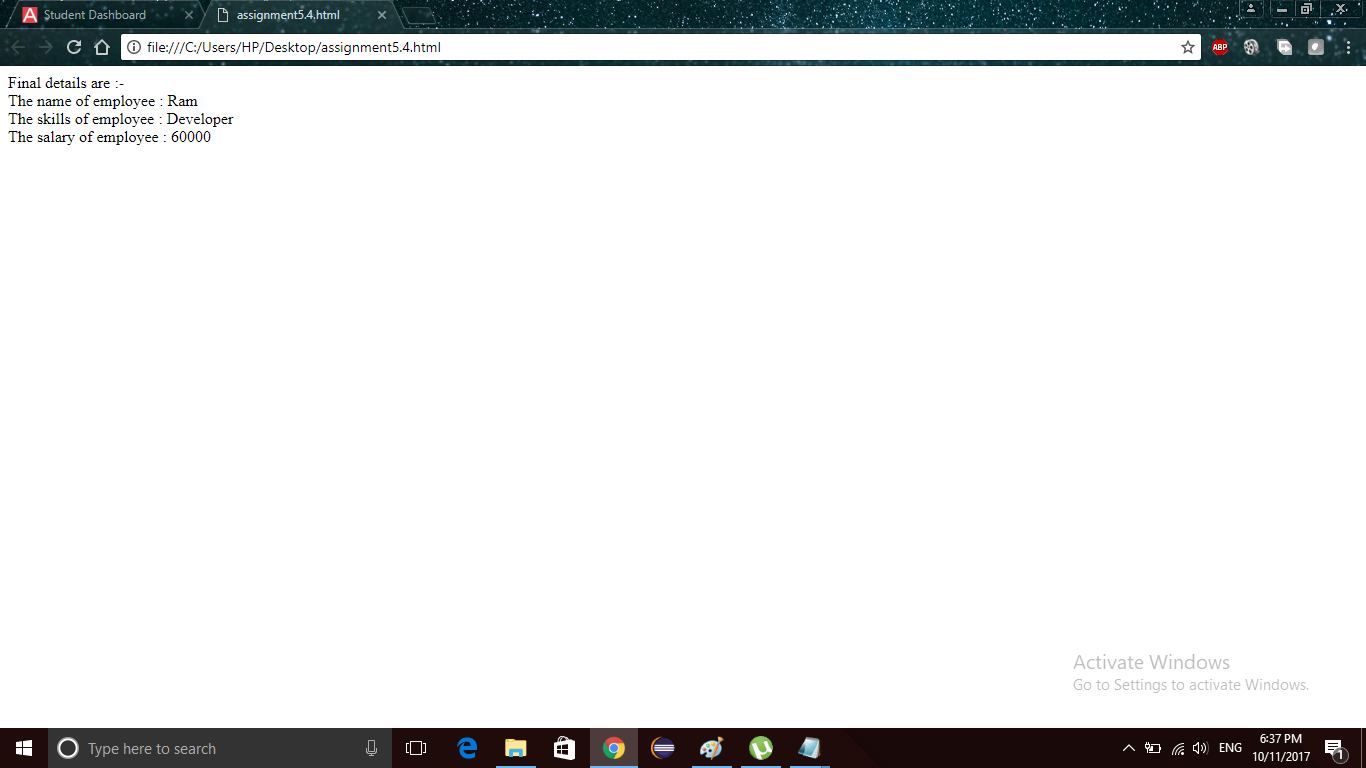 Student Dashboard
assignment5.4.html
file:///C:/Users/HP/Desktop/assignment5.4.html
ABP
Final details are :-
The name of employee : Ram
The skills of employee : Developer
The salary of employee : 60000
Activate Windows
Go to Settings to activate Windows.
Type here to search
ENG
6:37 PM
10/11/2017
1